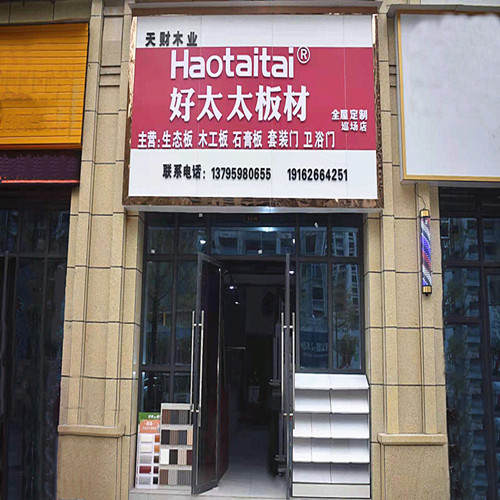 天财木业
Haotaitai®
好太太板材
全屋定制
巡场店
主营:生态板 木工板 石膏板 套装门 卫浴门
联系电话: 13795980655 19162664251